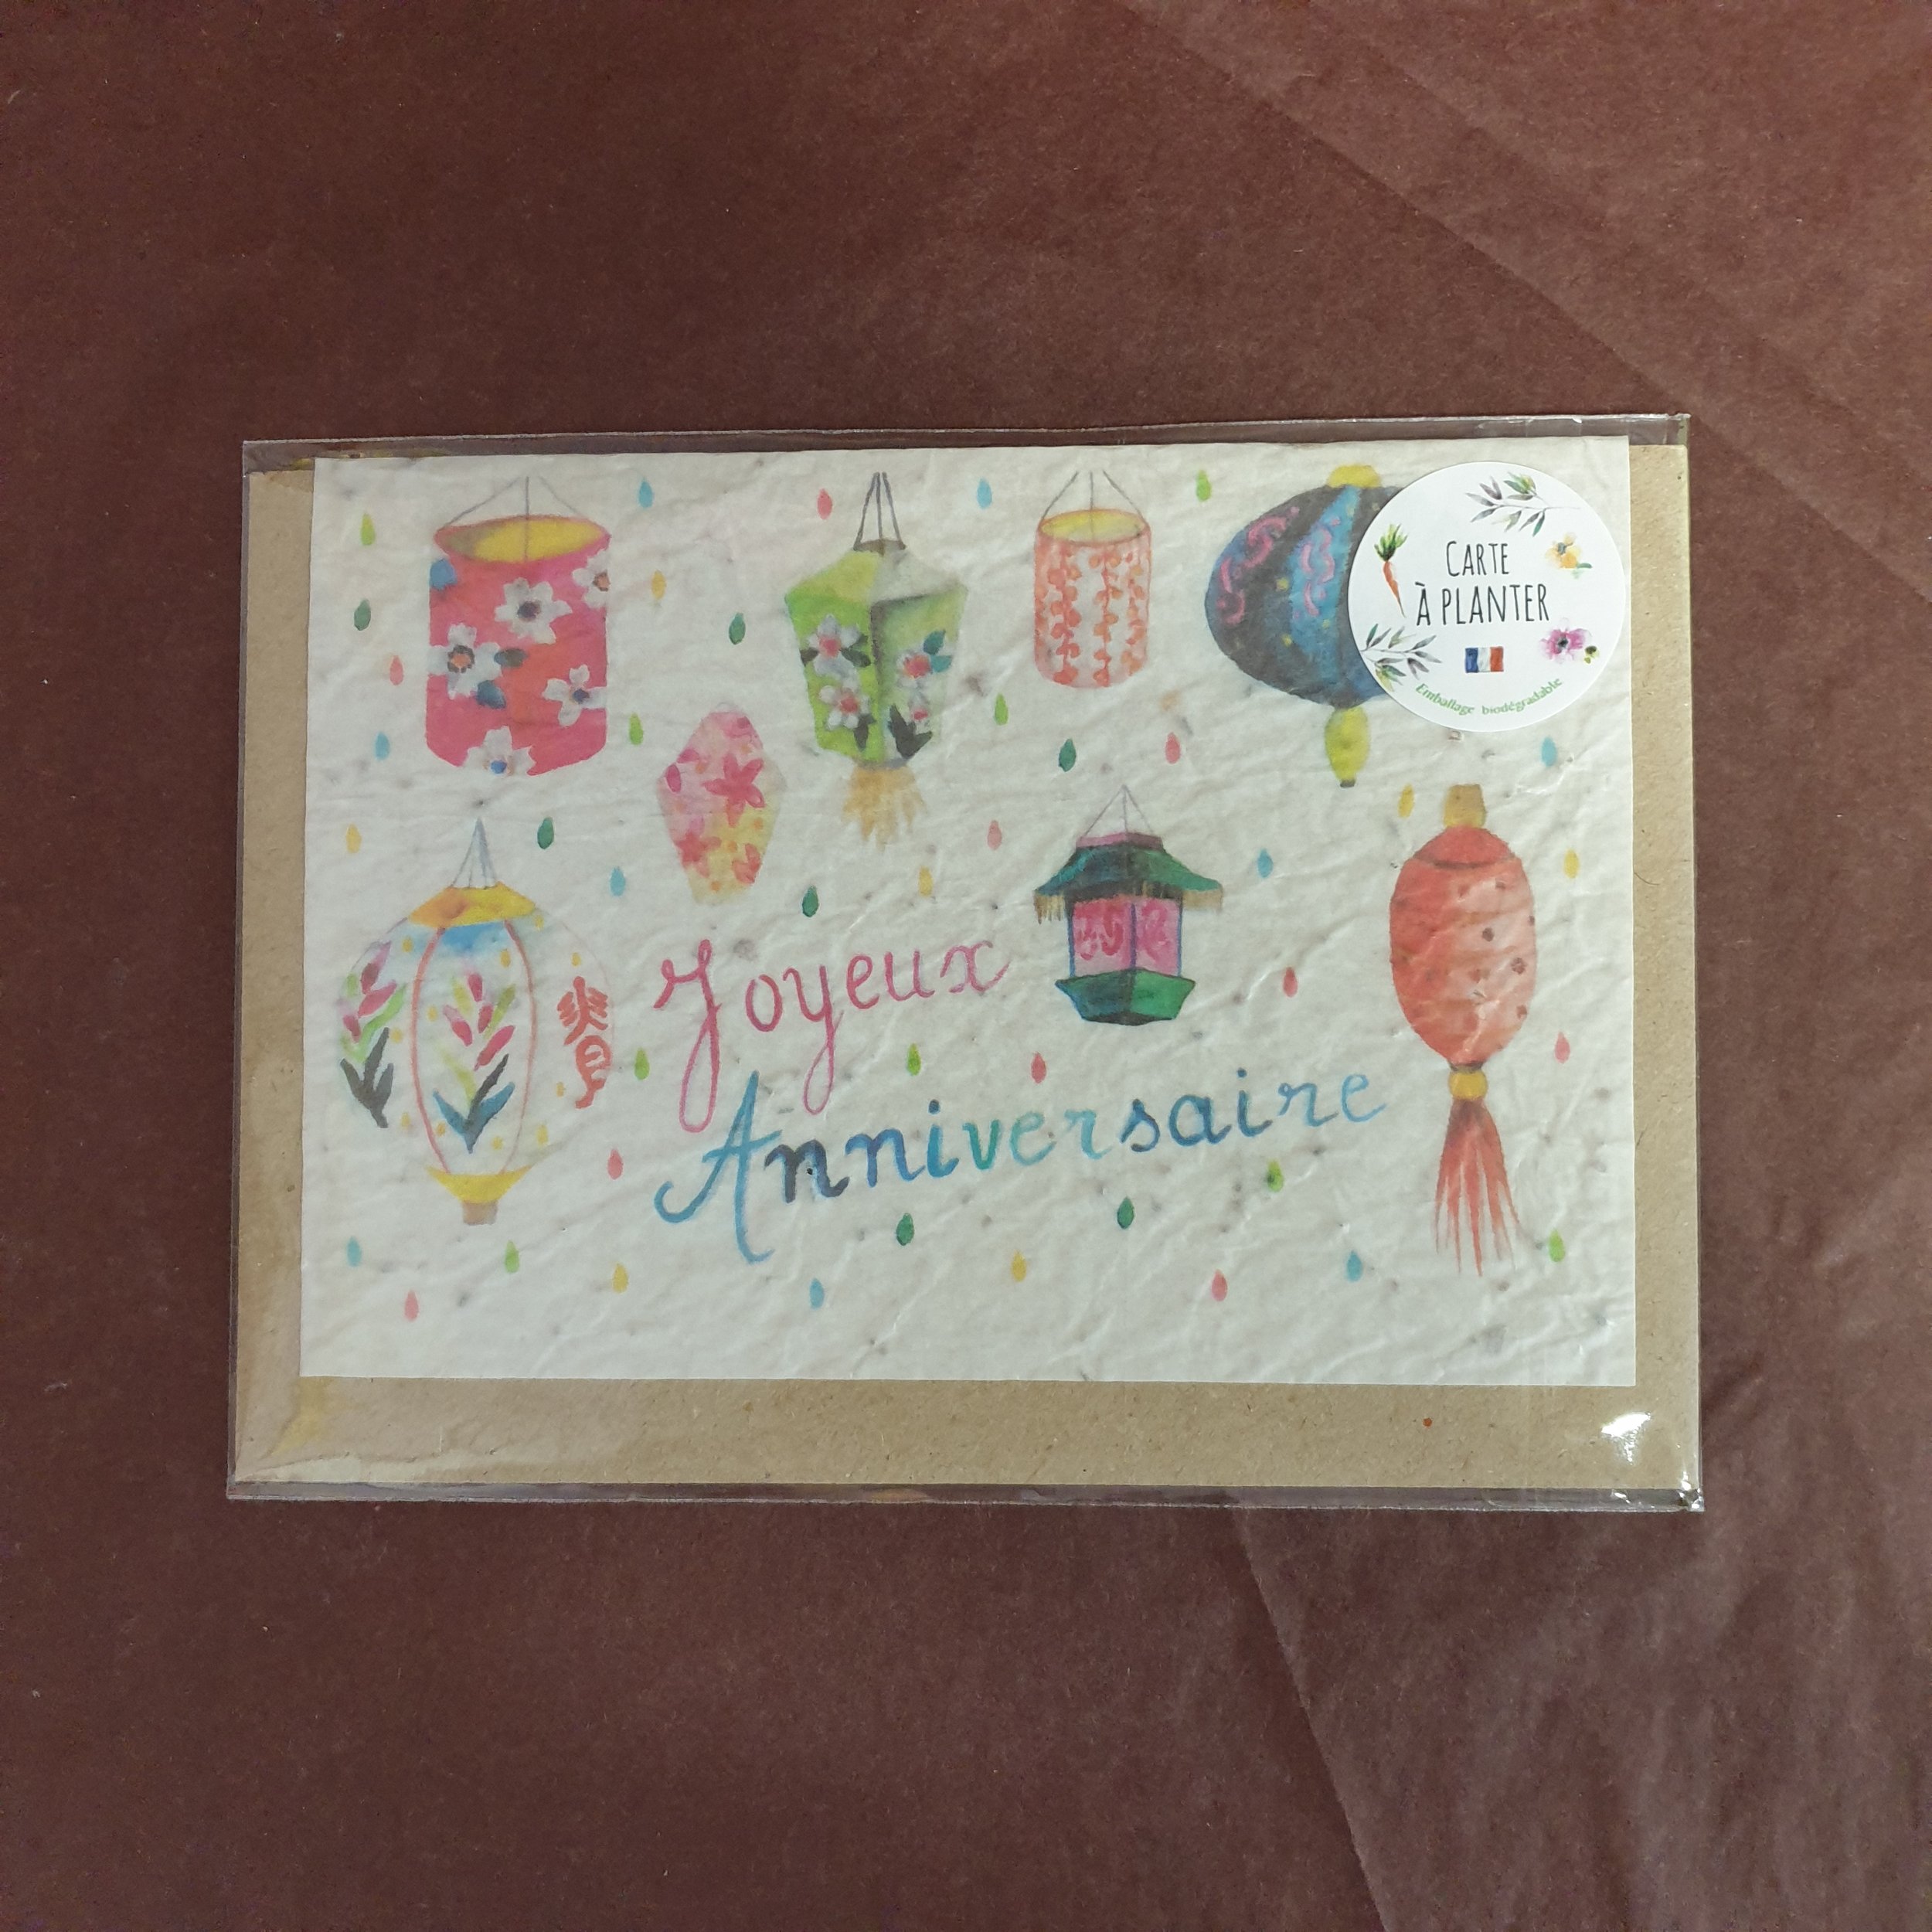 CARTE
À PLANTER
Emballage biodégradable
Joyeux
Anniversaire